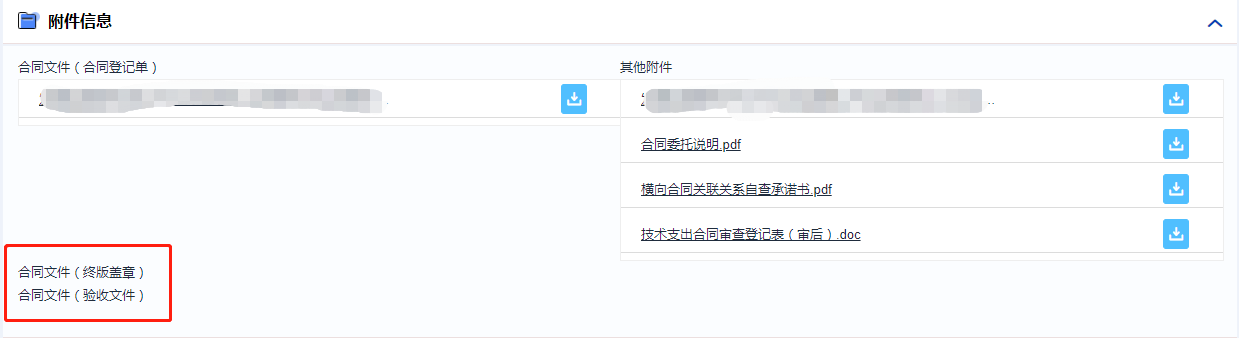 附件信息
合同文件（合同登记单）
其他附件
合同委托说明.pdf
横向合同关联关系自查承诺书.pdf
技术支出合同审查登记表（审后）.doc
合同文件（终版盖章）
合同文件（验收文件）